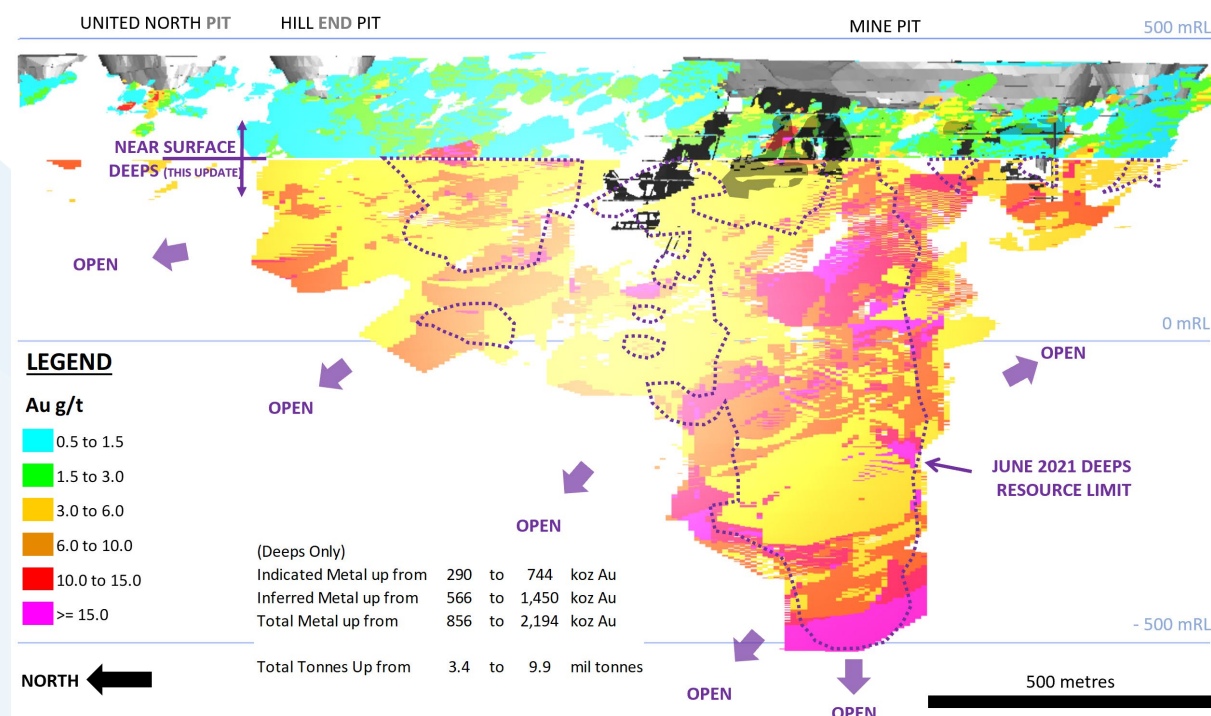 UNITED NORTH PIT
HILL END PIT
MINE PIT
500 mRL
NEAR SURFACE
DEEPS (THIS UPDATE)
OPEN
0 mRL
OPEN
LEGEND
Au g/t
0.5 to 1.5
1.5 to 3.0
3.0 to 6.0
6.0 to 10.0
10.0 to 15.0
>= 15.0
OPEN
JUNE 2021 DEEPS
RESOURCE LIMIT
OPEN
(Deeps Only)
Indicated Metal up from 290 to 744 koz Au
Inferred Metal up from 566 to 1,450 koz Au
Total Metal up from 856 to 2,194 koz Au
Total Tonnes Up from 3.4 to 9.9 mil tonnes
- 500 mRL
NORTH
OPEN
500 metres
OPEN